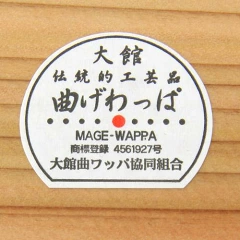 大館
伝統的工芸品
曲げわっぱ
MAGE-WAPPA
商標登録 4561927号
大館曲ワッパ協同組合